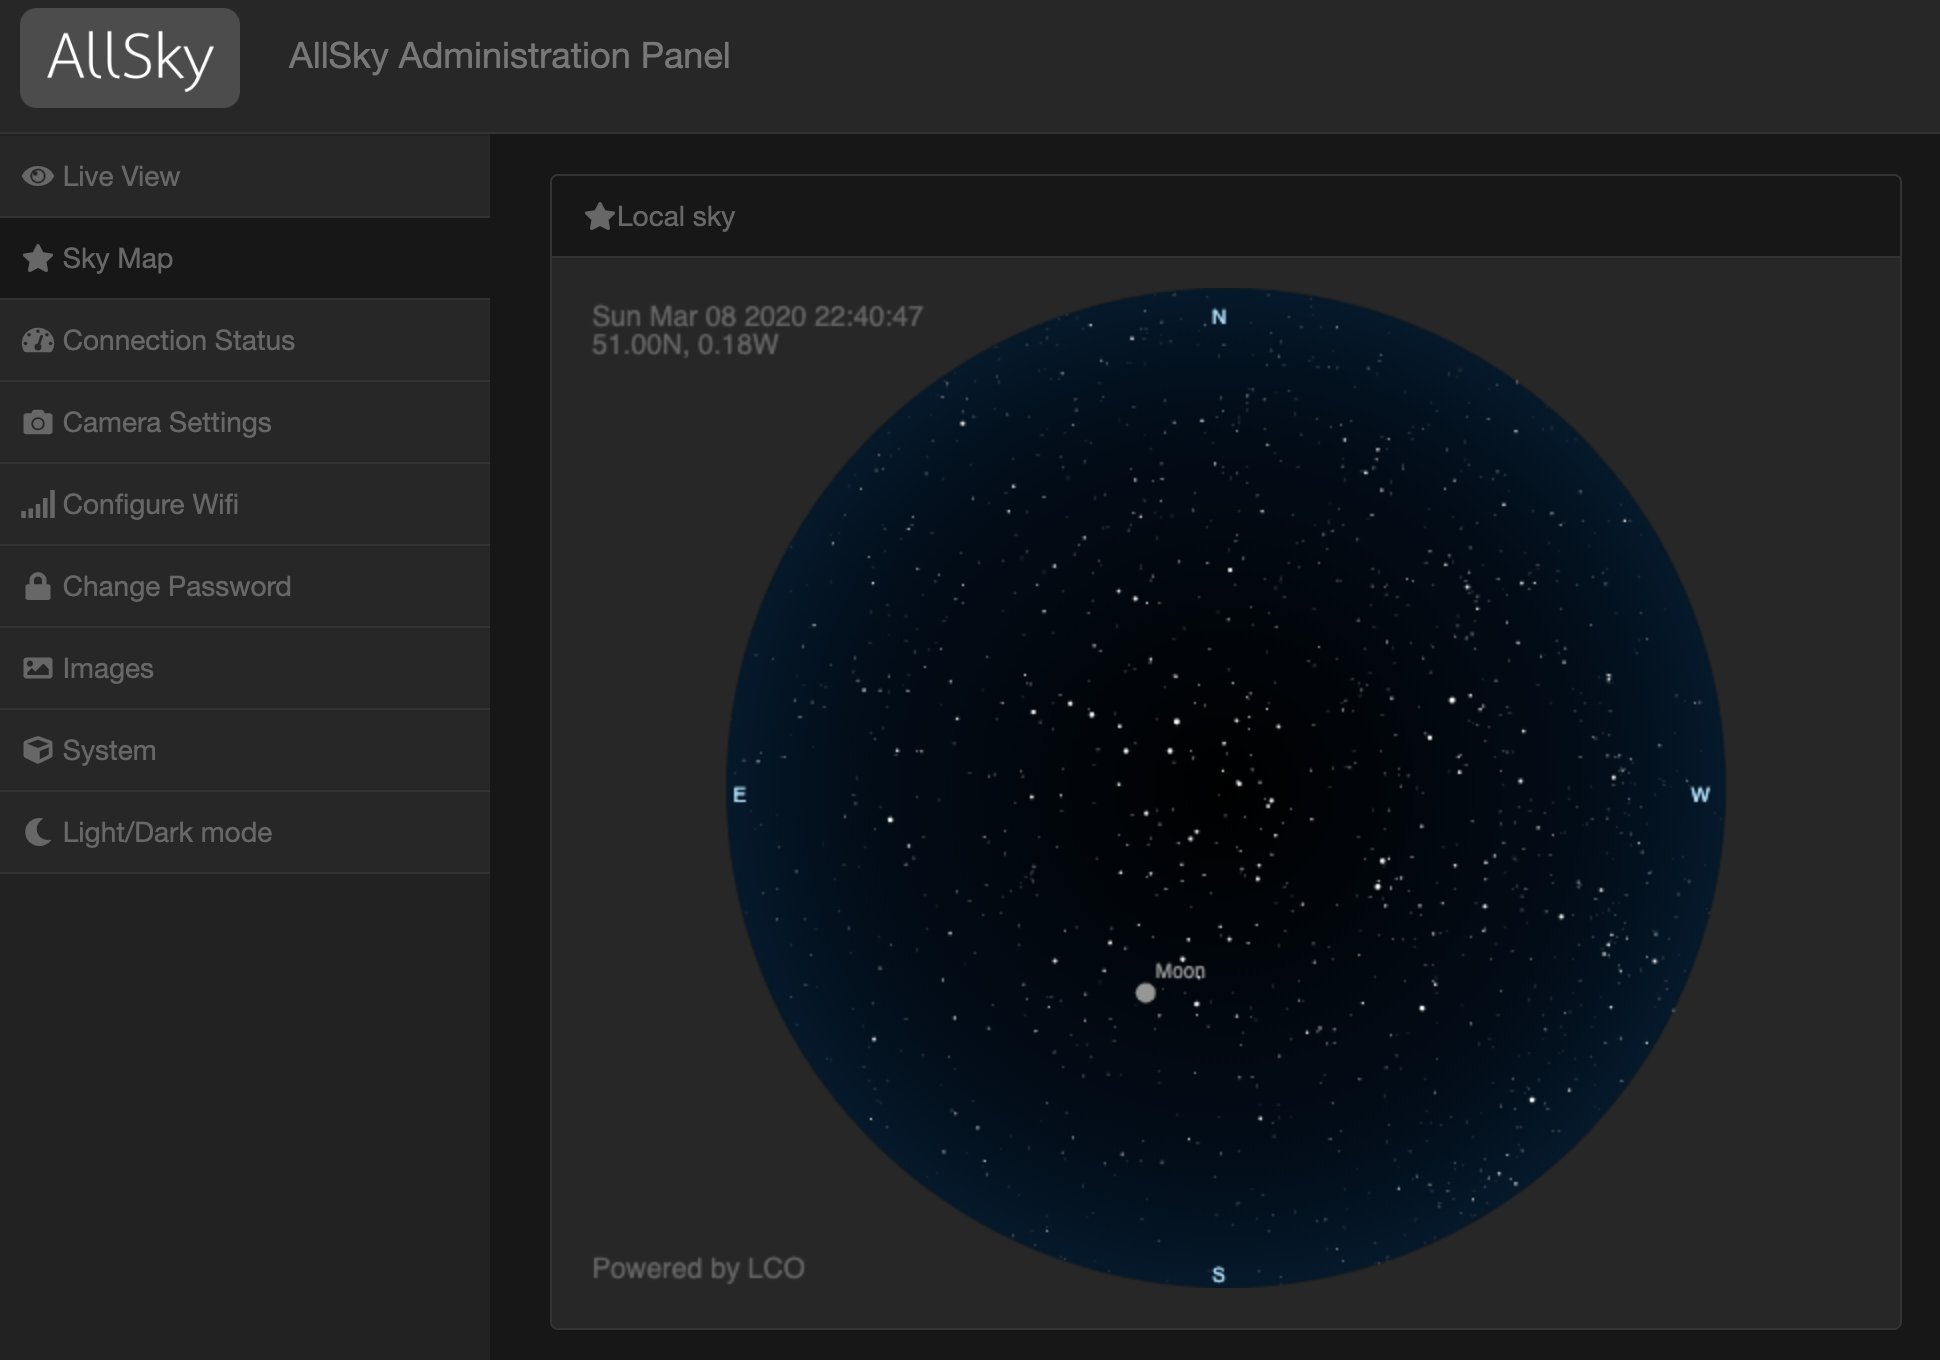 AllSky
AllSky Administration Panel
Live View
Sky Map
Connection Status
Camera Settings
Configure Wifi
Change Password
Images
System
Light/Dark mode
Local sky
Sun Mar 08 2020 22:40:47
51.00N, 0.18W
N
E
W
Moon
S
Powered by LCO